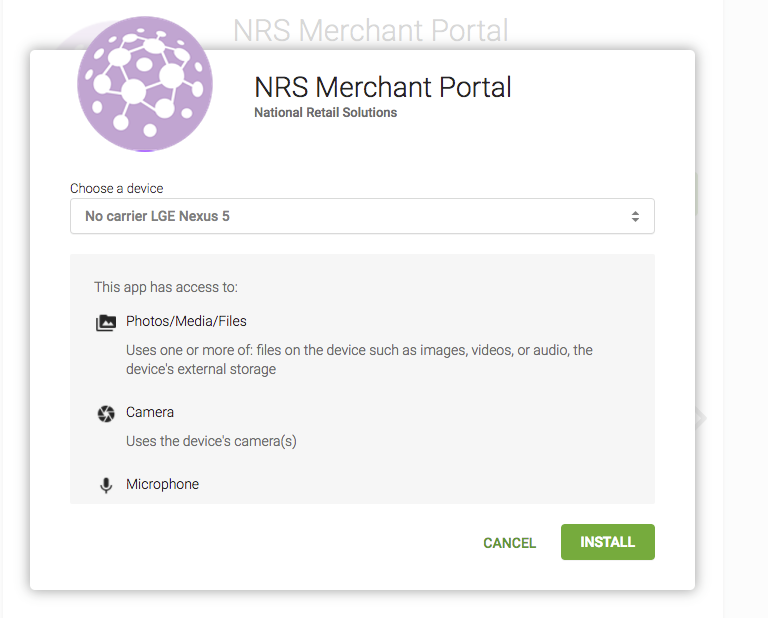 NRS Merchant Portal
NRS Merchant Portal
National Retail Solutions
Choose a device
No carrier LGE Nexus 5
This app has access to:
Photos/Media/Files
Uses one or more of: files on the device such as images, videos, or audio, the
device's external storage
Camera
Uses the device's camera(s)
Microphone
CANCEL
INSTALL